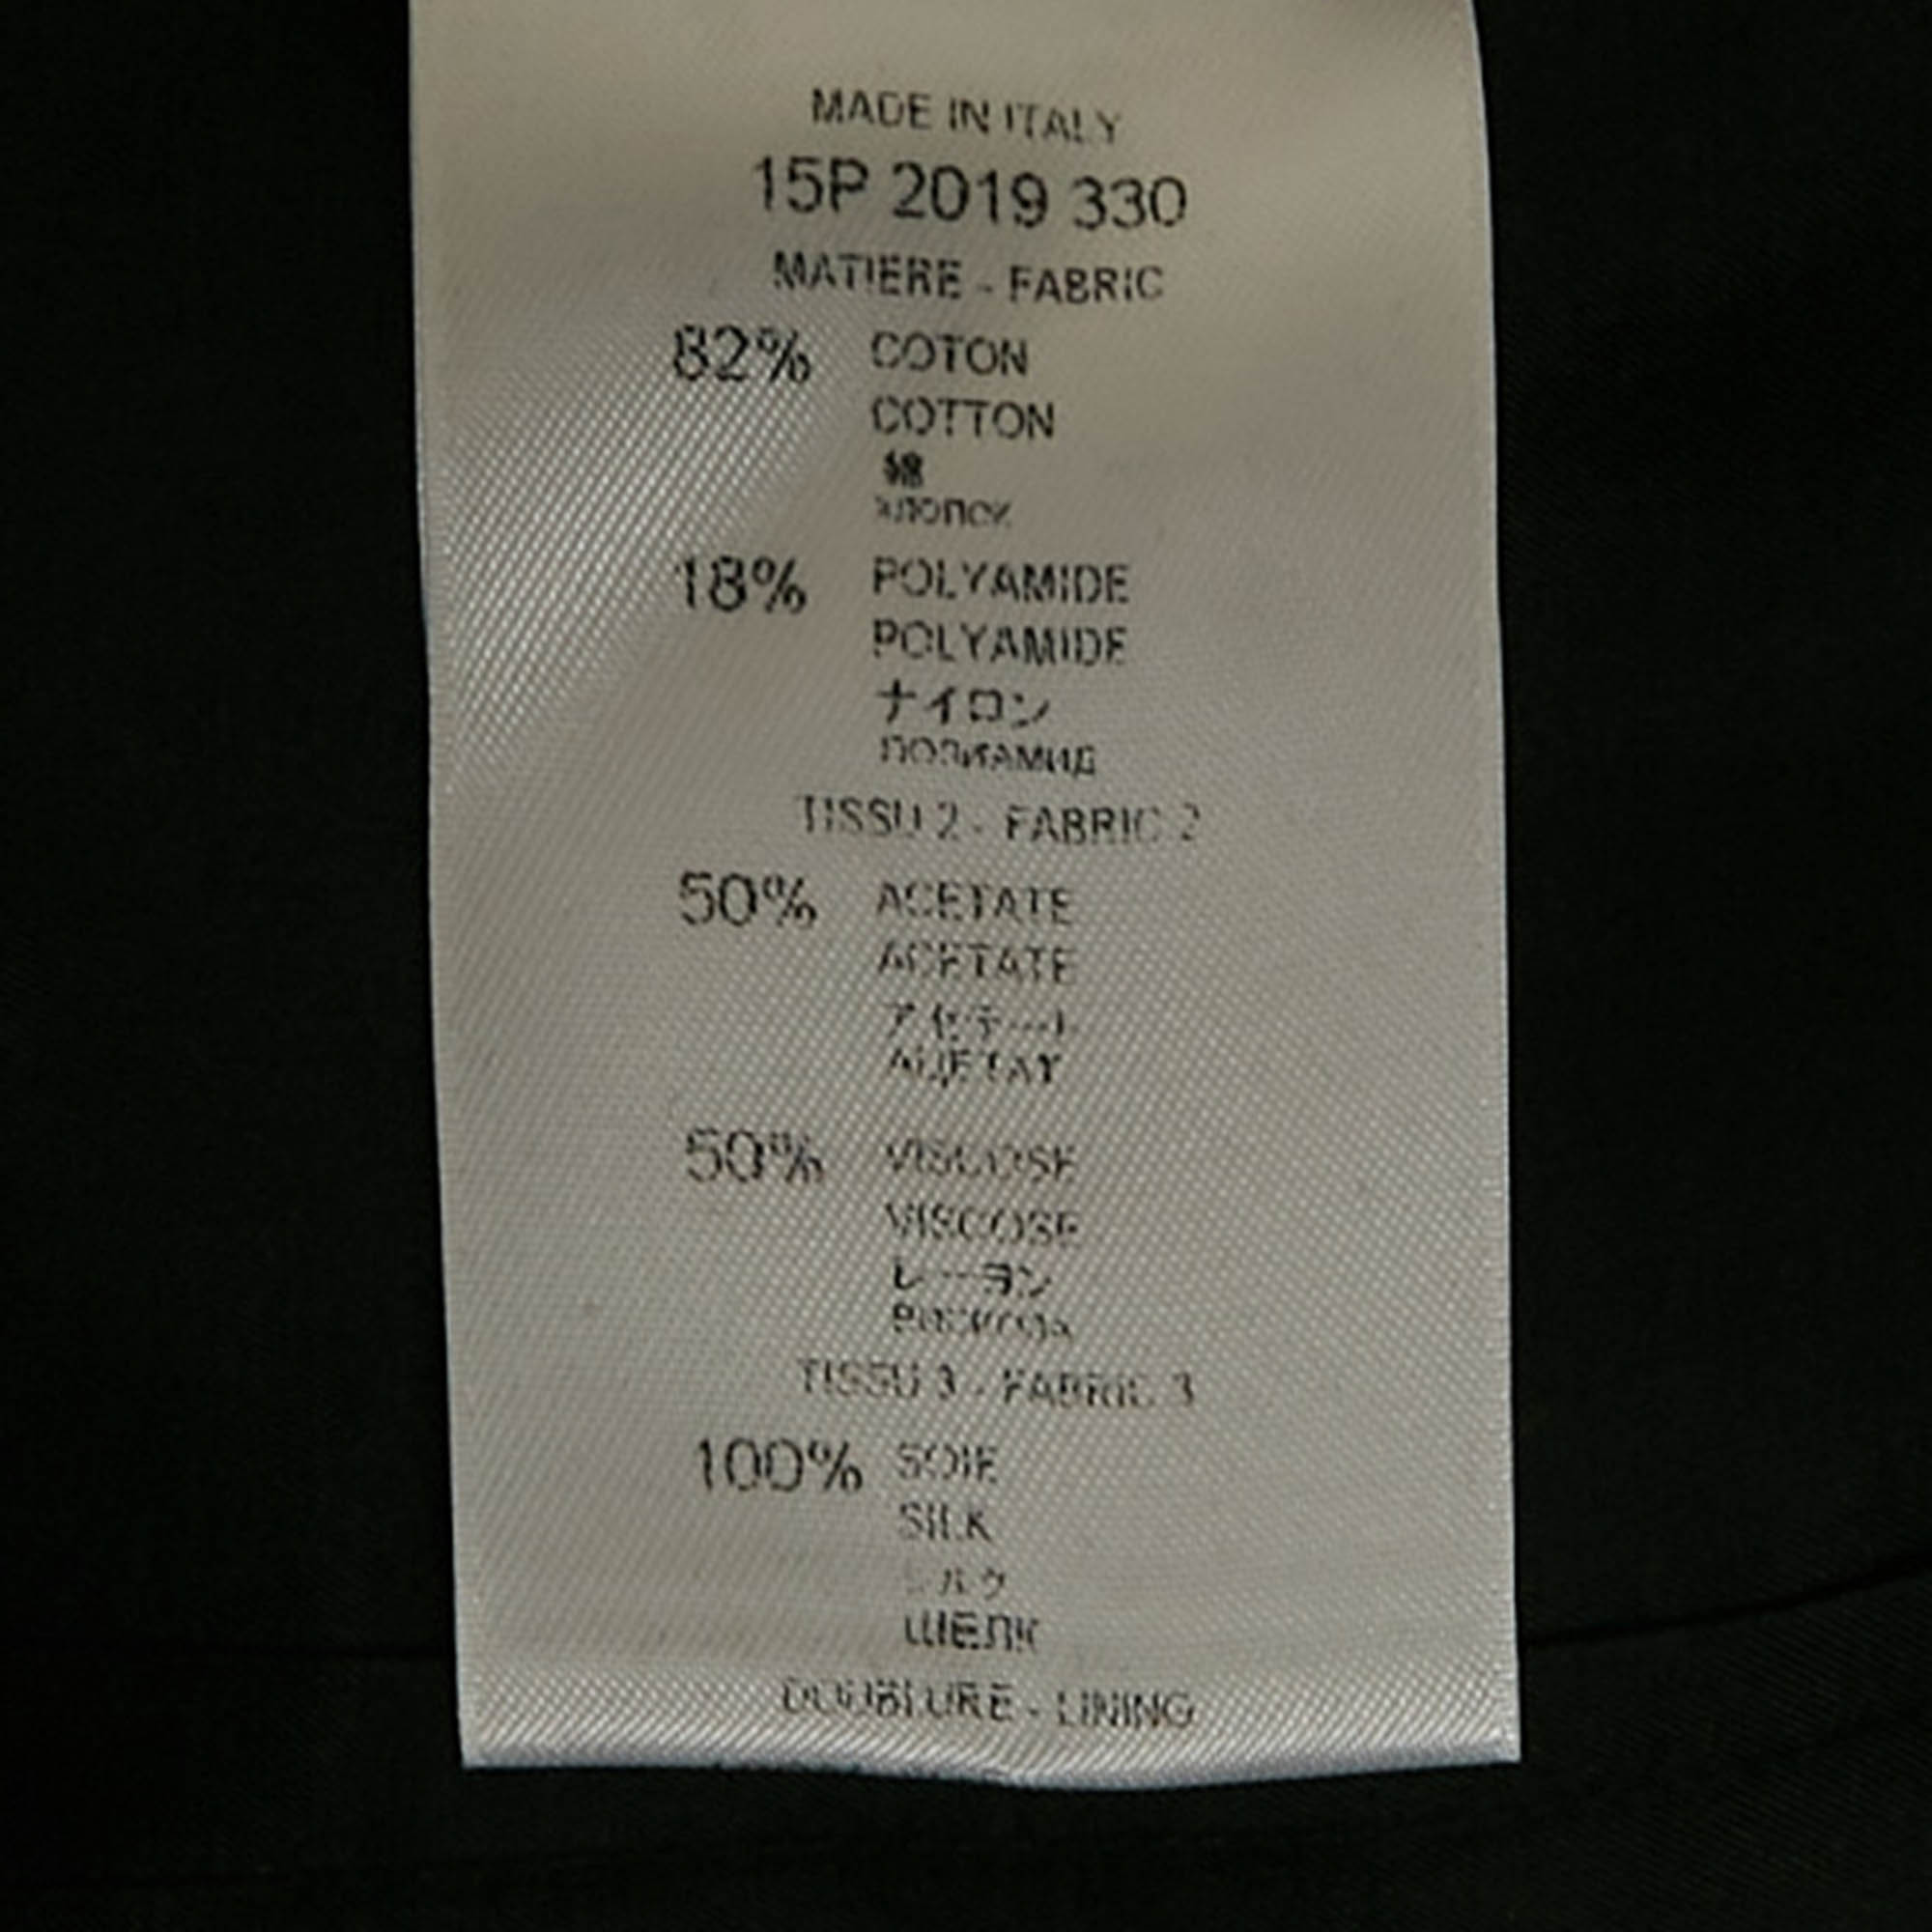 MADE IN ITALY
15P 2019 330
MATIERE - FABRIC
82% COTON
COTTON
綿
хлопок
18% POLYAMIDE
POLYAMIDE
ナイロン
ПОЛИАМИД
TISSU 2 - FABRIC 2
50% ACETATE
ACETATE
アセテート
АЦЕТАТ
50% VISCOSE
VISCOSE
レーヨン
Вискоза
TISSU 3 - FABRIC 3
100% SOIE
SILK
シルク
ШЕЛК
DOUBLURE - LINING